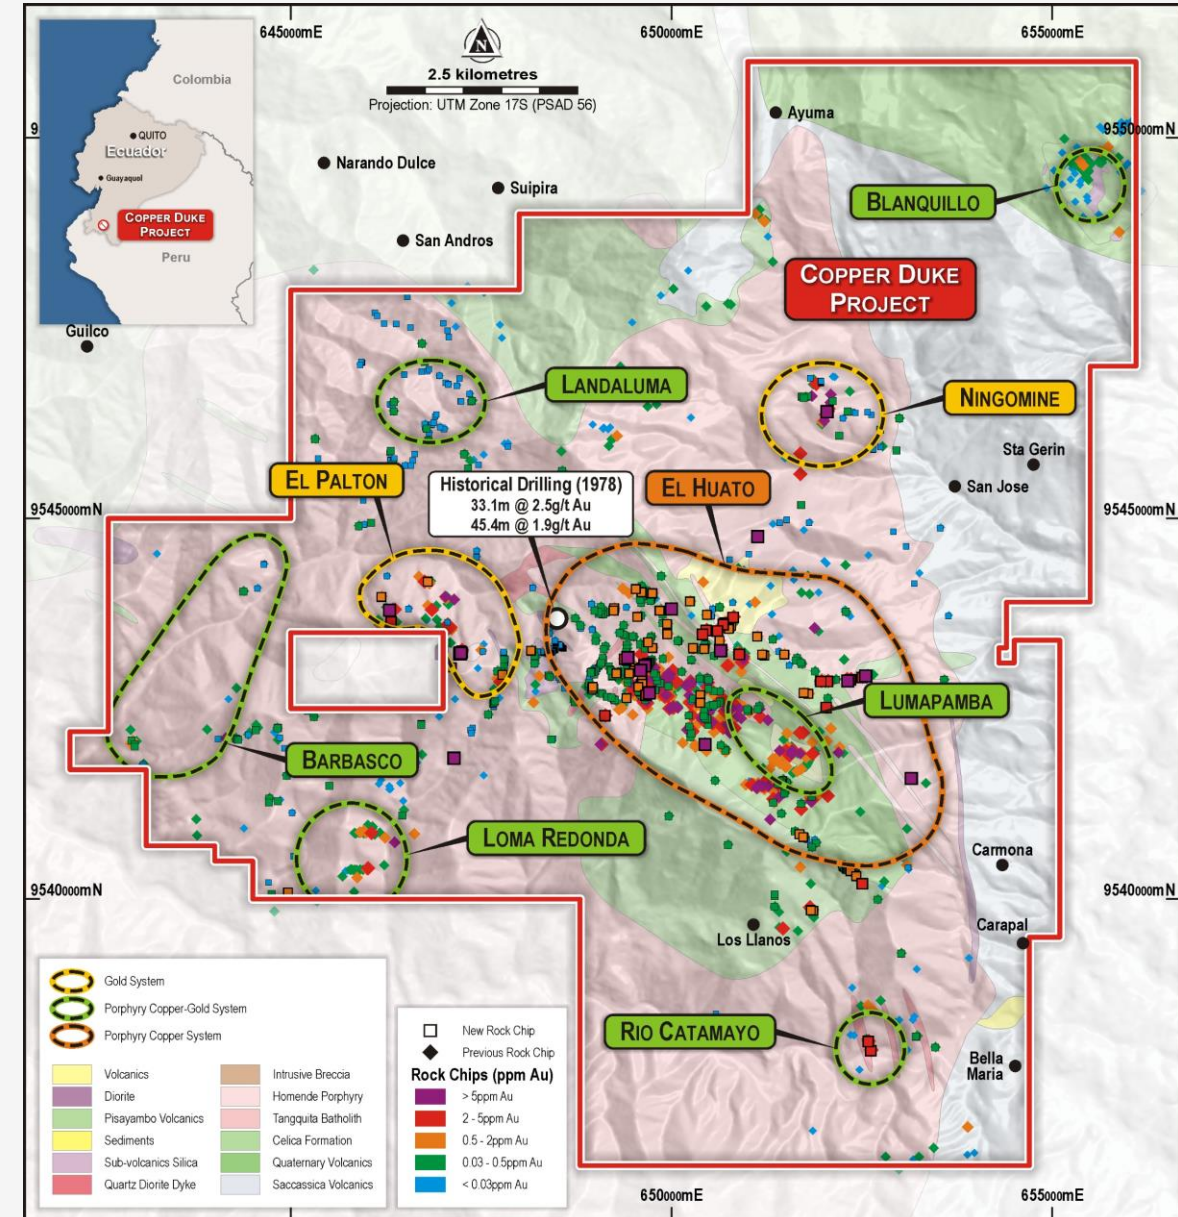 645000mE
650000mE
655000mE
Colombia
QUITO
Ecuador
Guayaquel
COPPER DUKE
PROJECT
Peru
N
2.5 kilometres
Projection: UTM Zone 17S (PSAD 56)
9
9550000mN
Ayuma
Narando Dulce
Suipira
San Andros
BLANQUILLO
COPPER DUKE
PROJECT
Guilco
LANDALUMA
NINGOMINE
Sta Gerin
San Jose
EL PALTON
Historical Drilling (1978)
33.1m @ 2.5g/t Au
45.4m @ 1.9g/t Au
EL HUATO
9545000mN
9545000mN
LUMAPAMBA
BARBASCO
LOMA REDONDA
Carmona
9540000mN
9540000mN
Los Llanos
Carapal
RIO CATAMAYO
Bella
Maria
Gold System
Porphyry Copper-Gold System
Porphyry Copper System
Volcanics
Diorite
Pisayambo Volcanics
Sediments
Sub-volcanics Silica
Quartz Diorite Dyke
Intrusive Breccia
Homende Porphyry
Tangquita Batholith
Celica Formation
Quaternary Volcanics
Saccassica Volcanics
New Rock Chip
Previous Rock Chip
Rock Chips (ppm Au)
> 5ppm Au
2 - 5ppm Au
0.5 - 2ppm Au
0.03 - 0.5ppm Au
< 0.03ppm Au
650000mE
655000mE